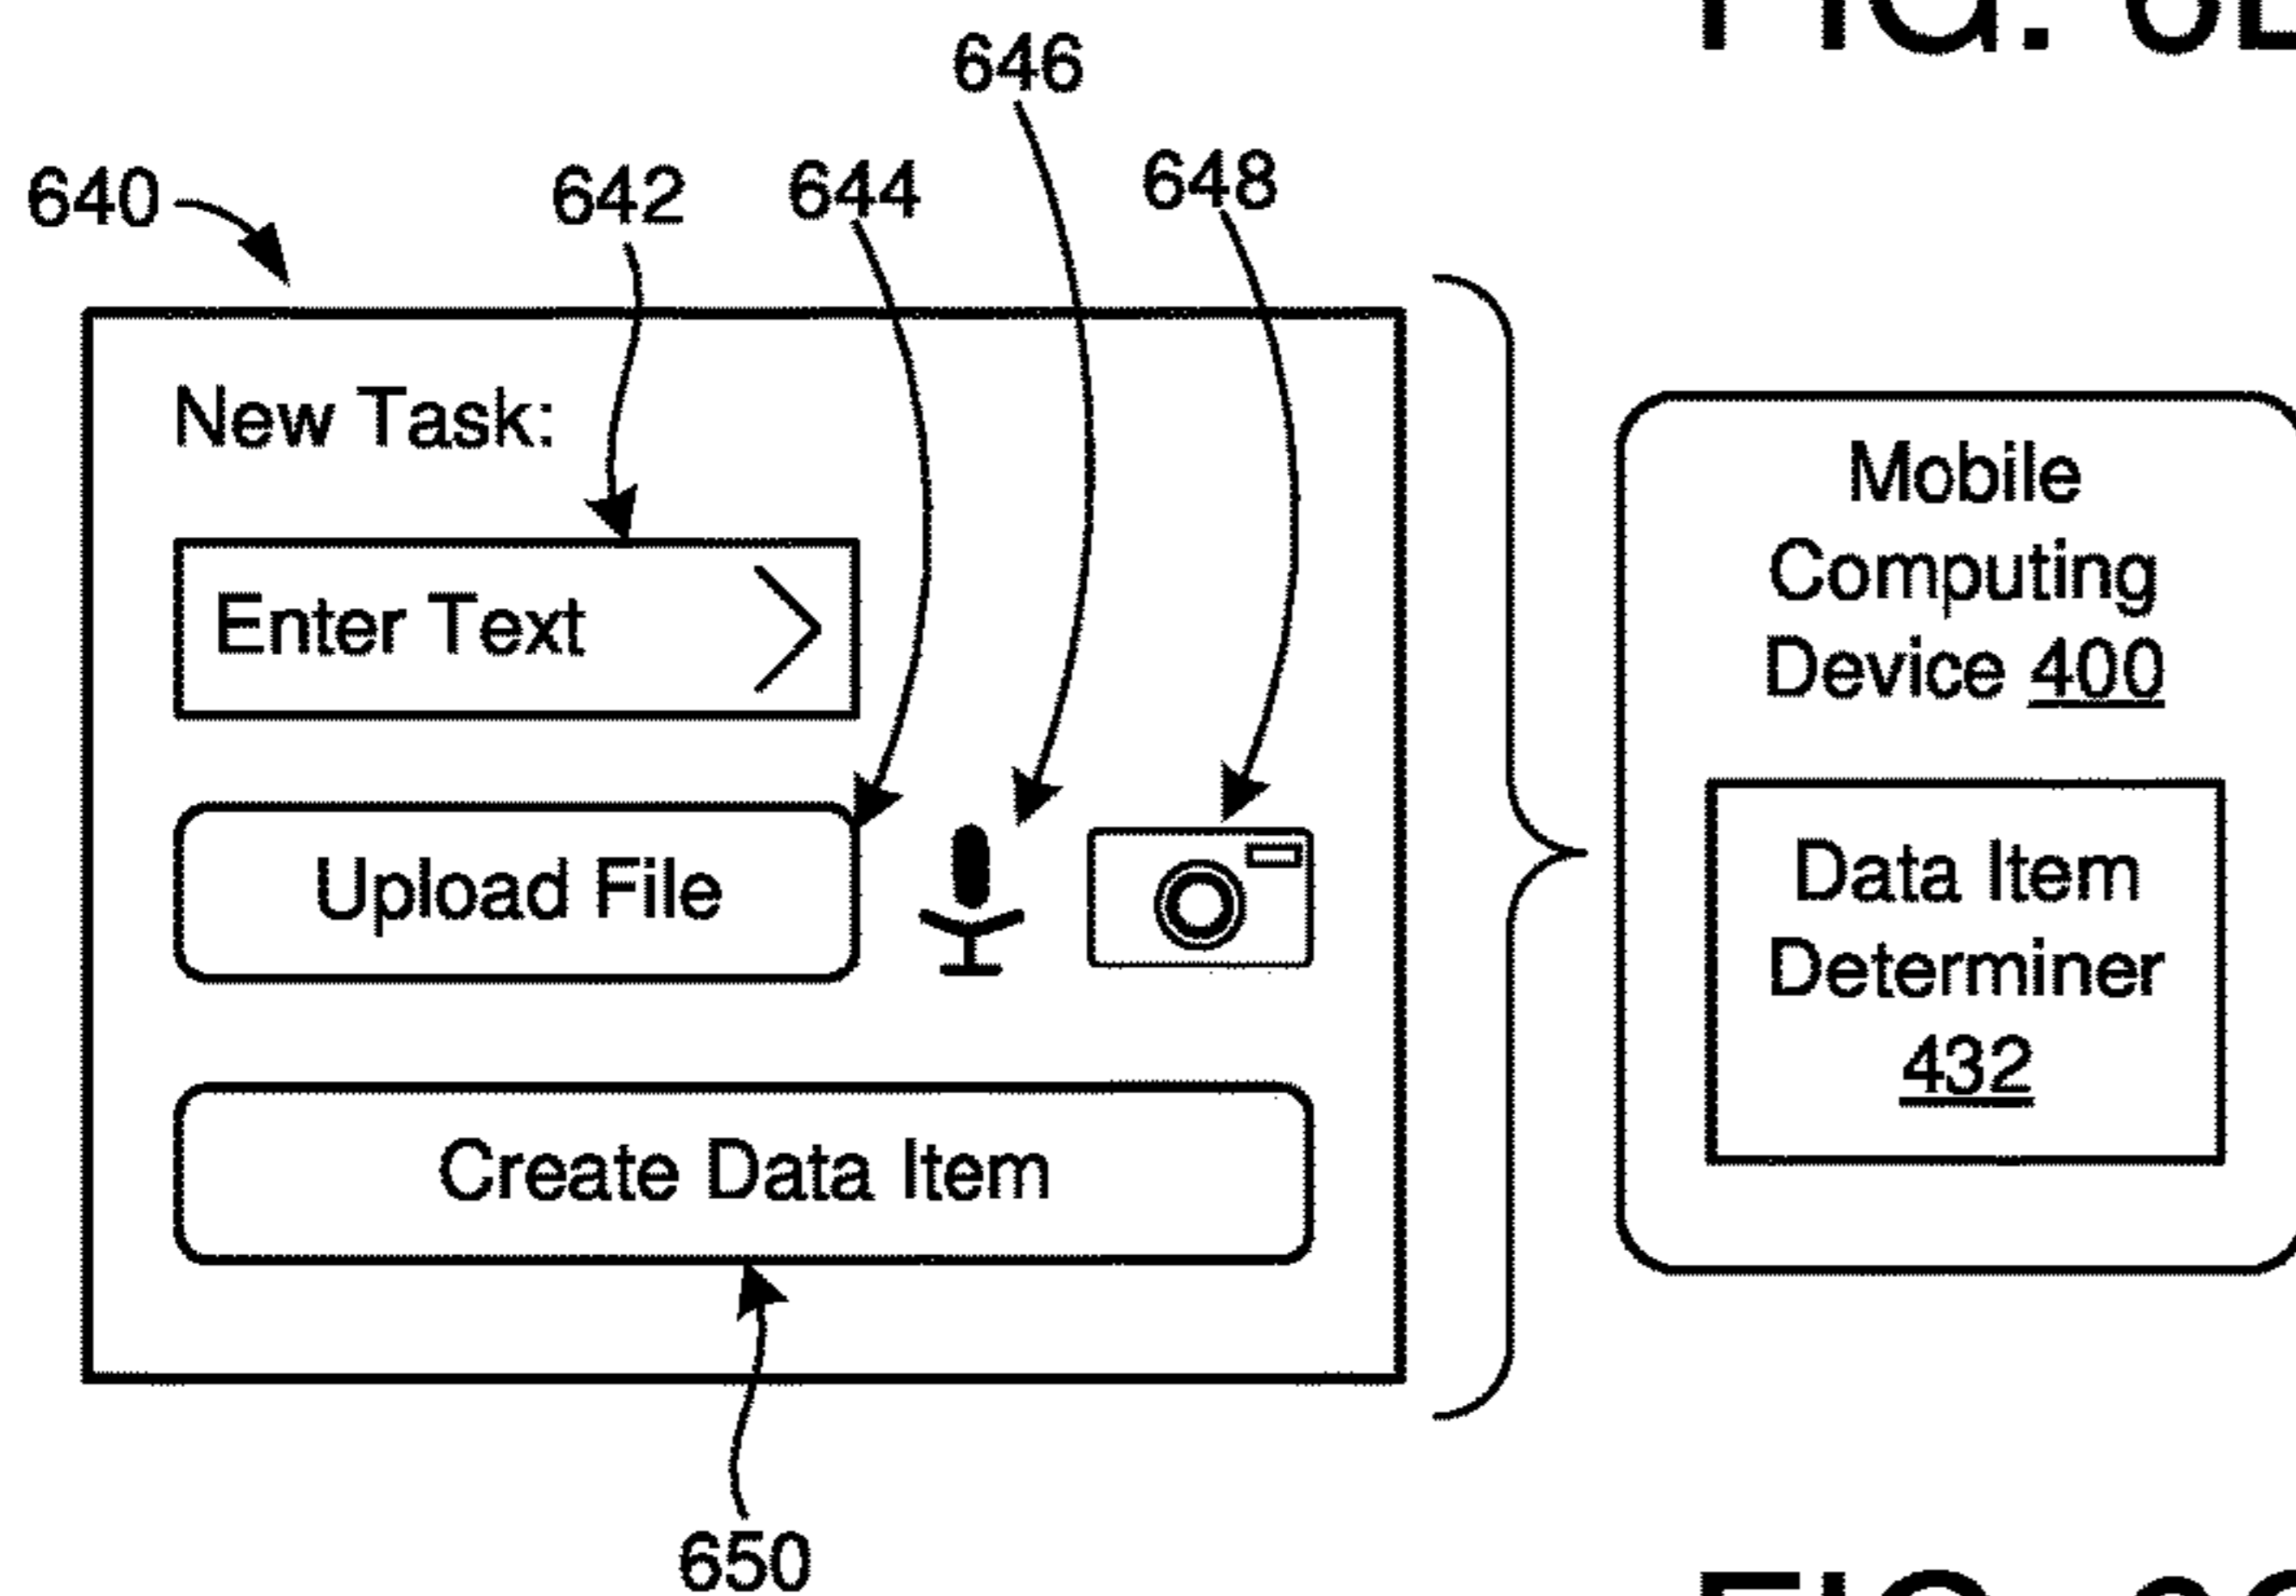 FIG.
646
640
642
644
648
New Task:
Enter Text
Upload File
Create Data Item
650
Mobile
Computing
Device 400
Data Item
Determiner
432